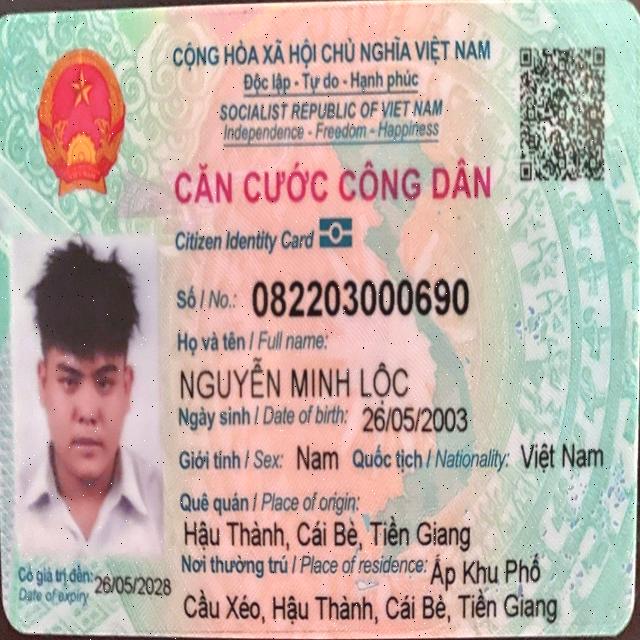 CỘNG HÒA XÃ HỘI CHỦ NGHĨA VIỆT NAM
Độc lập - Tự do - Hạnh phúc
SOCIALIST REPUBLIC OF VIET NAM
Independence - Freedom - Happiness
CĂN CƯỚC CÔNG DÂN
Citizen Identity Card
Số / No.: 082203000690
Họ và tên / Full name:
NGUYỄN MINH LỘC
Ngày sinh / Date of birth: 26/05/2003
Giới tính / Sex: Nam Quốc tịch / Nationality: Việt Nam
Quê quán / Place of origin:
Hậu Thành, Cái Bè, Tiền Giang
Nơi thường trú / Place of residence: Ấp Khu Phố
Cầu Xéo, Hậu Thành, Cái Bè, Tiền Giang
Có giá trị đến: 26/05/2028
Date of expiry